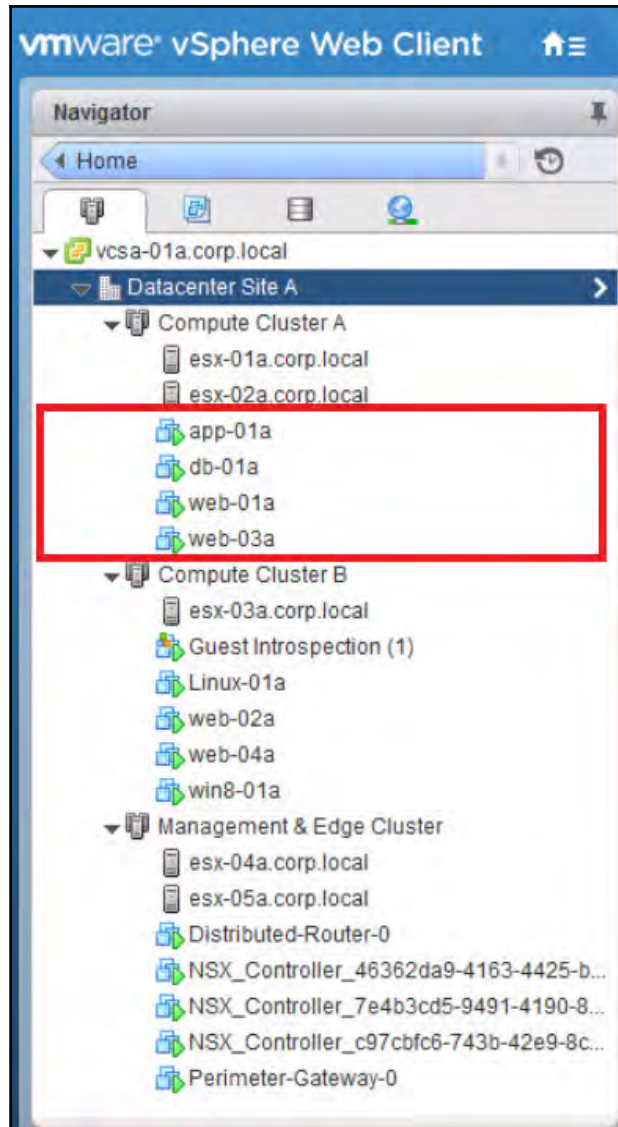 vmware® vSphere Web Client
Navigator
Home
vcsa-01a.corp.local
Datacenter Site A
Compute Cluster A
esx-01a.corp.local
esx-02a.corp.local
app-01a
db-01a
web-01a
web-03a
Compute Cluster B
esx-03a.corp.local
Guest Introspection (1)
Linux-01a
web-02a
web-04a
win8-01a
Management & Edge Cluster
esx-04a.corp.local
esx-05a.corp.local
Distributed-Router-0
NSX_Controller_46362da9-4163-4425-b...
NSX_Controller_7e4b3cd5-9491-4190-8...
NSX_Controller_c97cbfc6-743b-42e9-8c...
Perimeter-Gateway-0